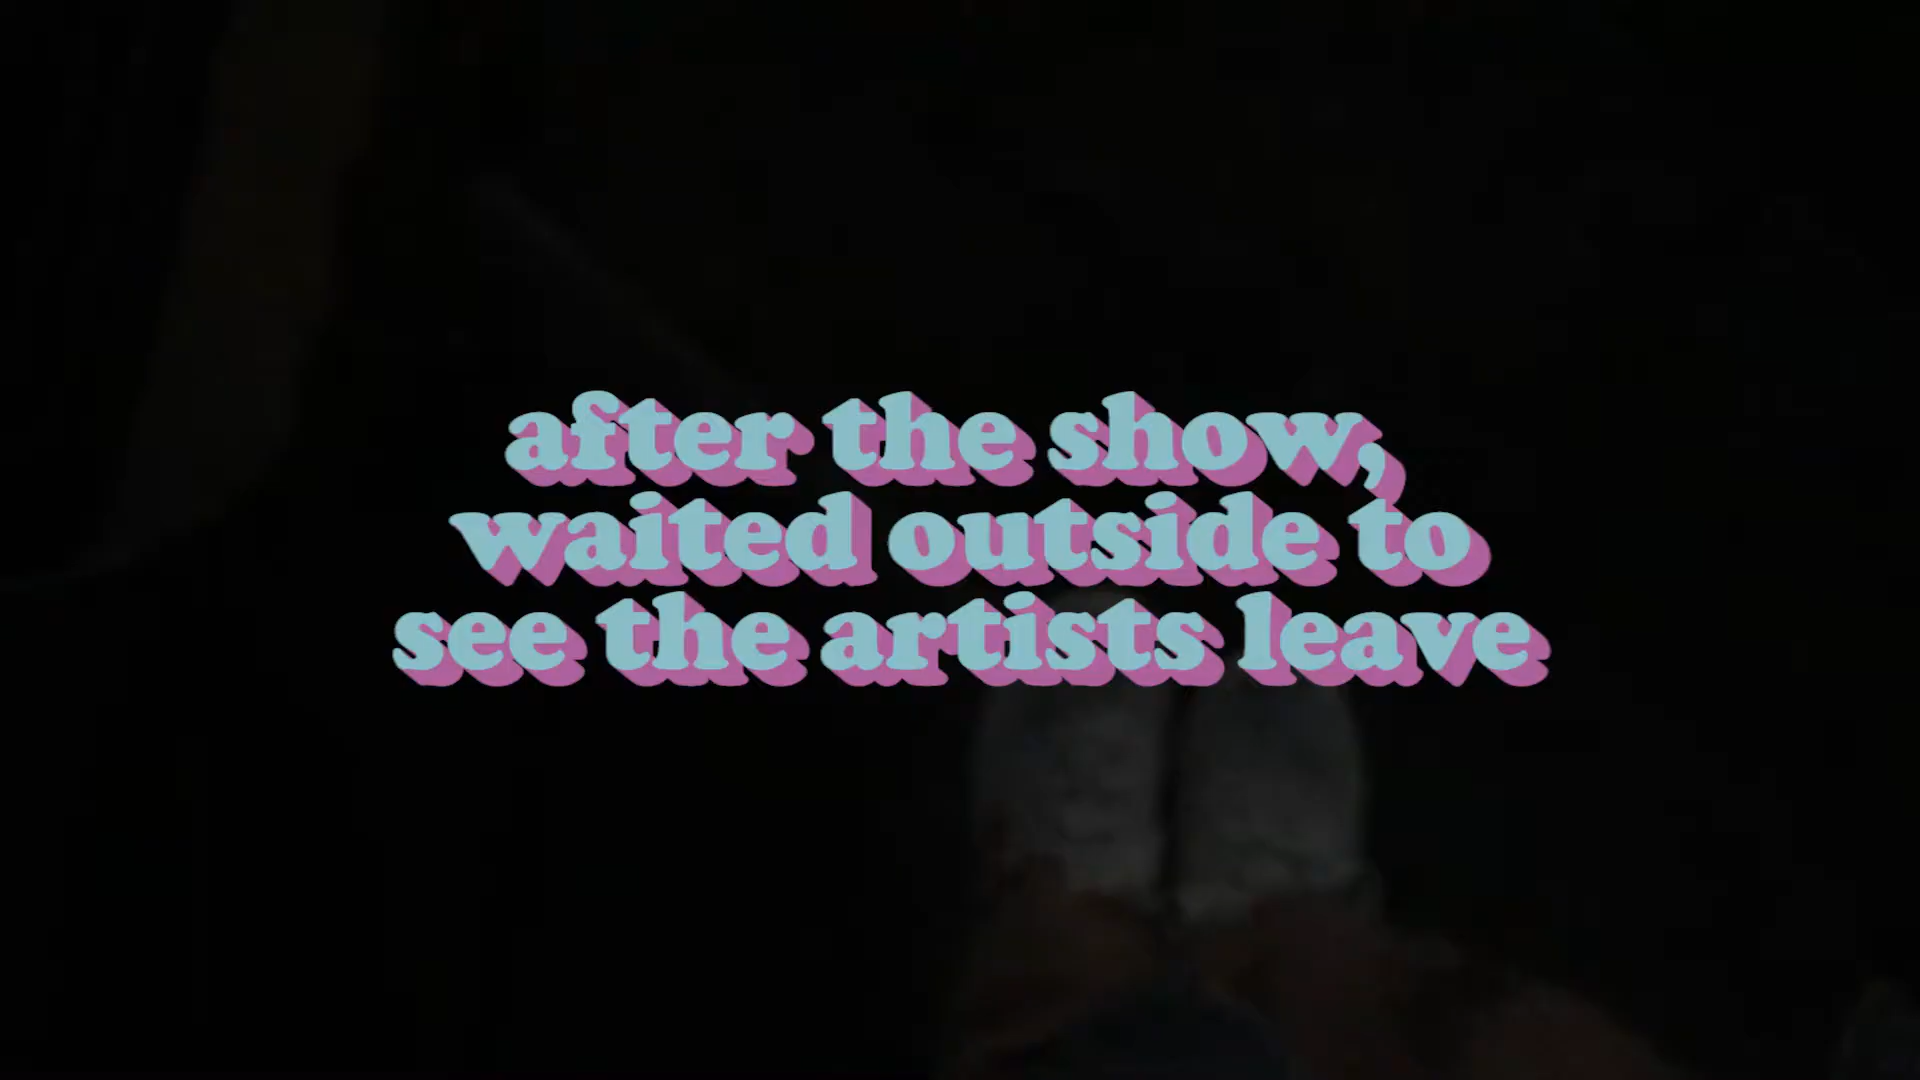 after the show,
waited outside to
see the artists leave